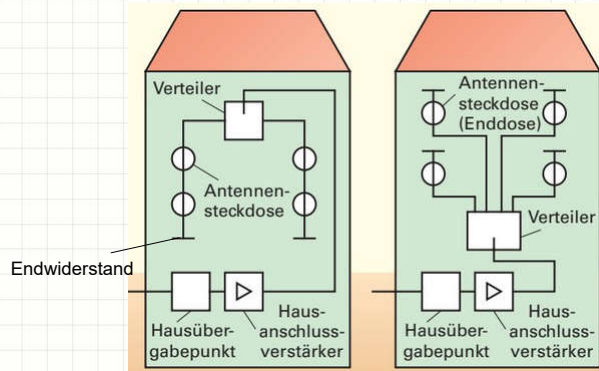 Verteiler
Antennen-
steckdose
Endwiderstand
Hausüber-
gabepunkt
Haus-
anschluss-
verstärker
Antennen-
steckdose
(Enddose)
Verteiler
Hausüber-
gabepunkt
Haus-
anschluss-
verstärker